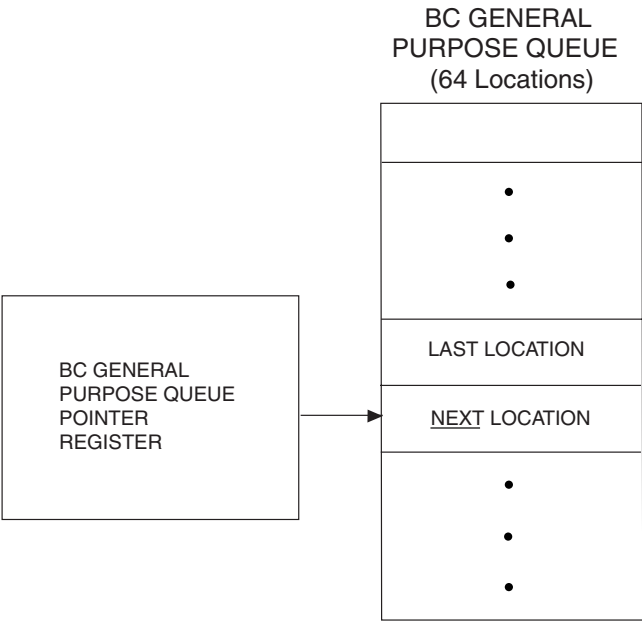 BC GENERAL
PURPOSE QUEUE
(64 Locations)
LAST LOCATION
BC GENERAL
PURPOSE QUEUE
POINTER
REGISTER
NEXT LOCATION